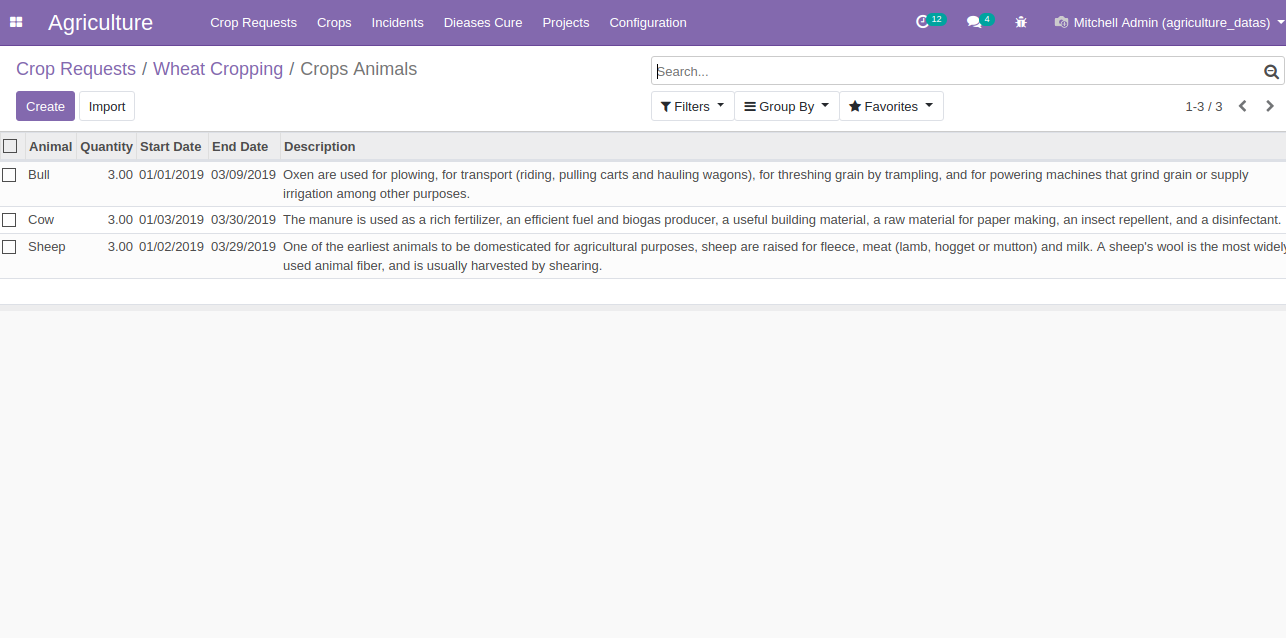 Agriculture Crop Requests Crops Incidents Dieases Cure Projects Configuration 12 4 Mitchell Admin (agriculture_datas)
Crop Requests / Wheat Cropping / Crops Animals
Search...
Create Import Filters Group By Favorites 1-3 / 3
Animal Quantity Start Date End Date Description
Bull 3.00 01/01/2019 03/09/2019 Oxen are used for plowing, for transport (riding, pulling carts and hauling wagons), for threshing grain by trampling, and for powering machines that grind grain or supply
irrigation among other purposes.
Cow 3.00 01/03/2019 03/30/2019 The manure is used as a rich fertilizer, an efficient fuel and biogas producer, a useful building material, a raw material for paper making, an insect repellent, and a disinfectant.
Sheep 3.00 01/02/2019 03/29/2019 One of the earliest animals to be domesticated for agricultural purposes, sheep are raised for fleece, meat (lamb, hogget or mutton) and milk. A sheep's wool is the most widely
used animal fiber, and is usually harvested by shearing.